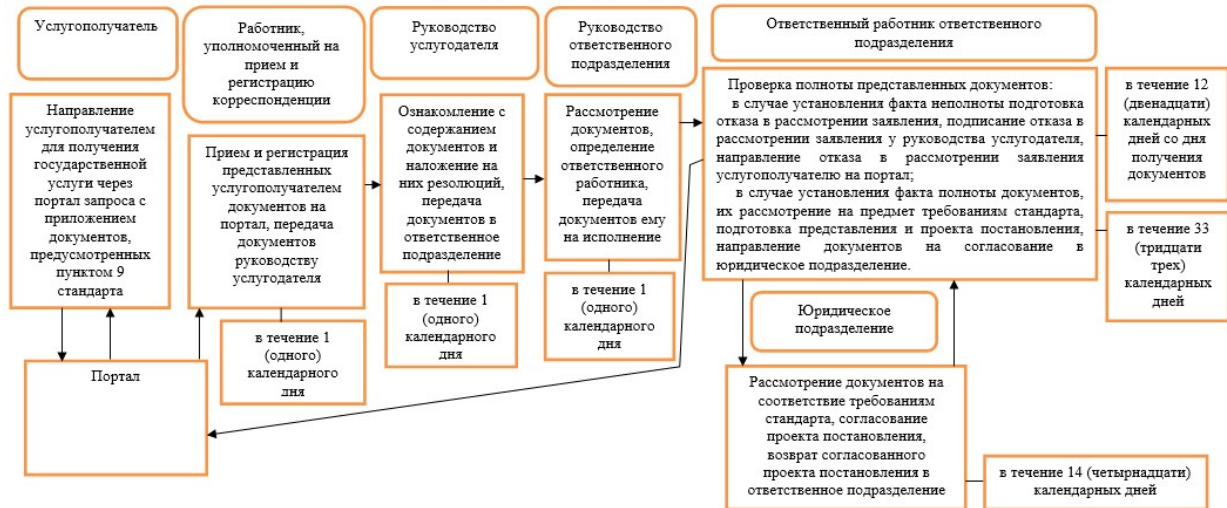 Услугополучатель
Работник,
уполномоченный на
прием и
регистрацию
корреспонденции
Руководство
услугодателя
Руководство
ответственного
подразделения
Ответственный работник ответственного
подразделения
Направление
услугополучателем
для получения
государственной
услуги через
портал запроса с
приложением
документов,
предусмотренных
пунктом 9
стандарта
Прием и регистрация
представленных
услугополучателем
документов на
портал, передача
документов
руководству
услугодателя
Ознакомление с
содержанием
документов и
наложение на
них резолюций,
передача
документов в
ответственное
подразделение
Рассмотрение
документов,
определение
ответственного
работника,
передача
документов ему
на исполнение
Проверка полноты представленных документов:
в случае установления факта неполноты подготовка
отказа в рассмотрении заявления, подписание отказа в
рассмотрении заявления у руководства услугодателя,
направление отказа в рассмотрении заявления
услугополучателю на портал;
в случае установления факта полноты документов,
их рассмотрение на предмет требованиям стандарта,
подготовка представления и проекта постановления,
направление документов на согласование в
юридическое подразделение.
в течение 12
(двенадцати)
календарных
дней со дня
получения
документов
в течение 33
(тридцати
трех)
календарных
дней
в течение 1
(одного)
календарного
дня
в течение 1
(одного)
календарного
дня
в течение 1
(одного)
календарного
дня
Юридическое
подразделение
Портал
Рассмотрение документов на
соответствие требованиям
стандарта, согласование
проекта постановления,
возврат согласованного
проекта постановления в
ответственное подразделение
в течение 14 (четырнадцати)
календарных дней